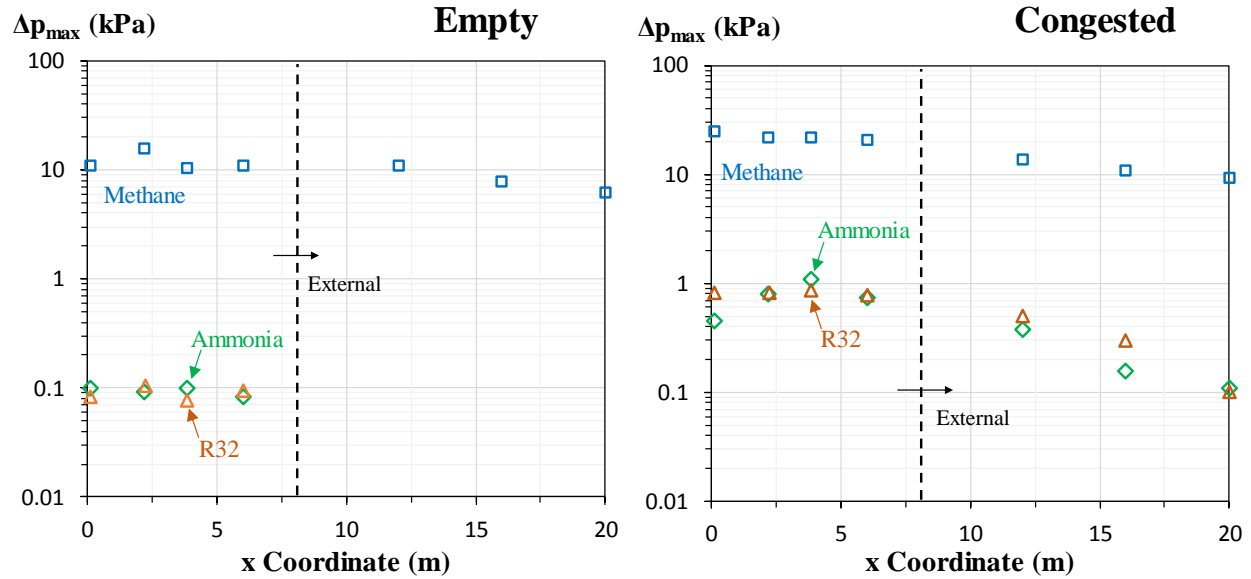 Empty
Δpmax (kPa)
100
10
1
0.1
0.01
Methane
External
Ammonia
R32
0 5 10 15 20
x Coordinate (m)
Congested
Δpmax (kPa)
100
10
1
0.1
0.01
Methane
Ammonia
R32
External
0 5 10 15 20
x Coordinate (m)